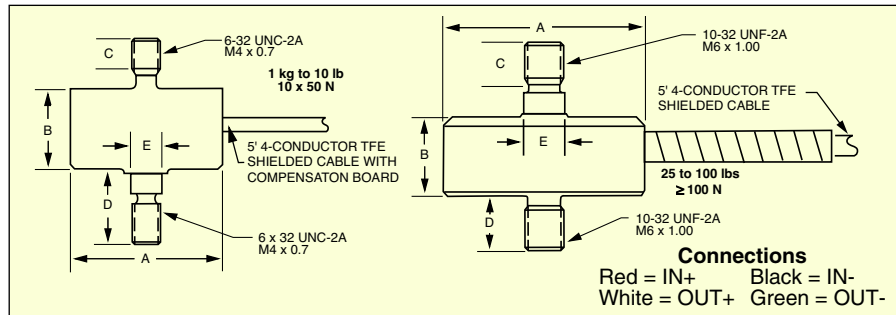 A
6-32 UNC-2A
M4 x 0.7
C
1 kg to 10 lb
10 x 50 N
B
E
5' 4-CONDUCTOR TFE
SHIELDED CABLE WITH
COMPENSATON BOARD
D
6 x 32 UNC-2A
M4 x 0.7
A
10-32 UNF-2A
M6 x 1.00
C
5' 4-CONDUCTOR TFE
SHIELDED CABLE
B
E
25 to 100 lbs
≥ 100 N
D
10-32 UNF-2A
M6 x 1.00
Connections
Red = IN+ Black = IN-
White = OUT+ Green = OUT-